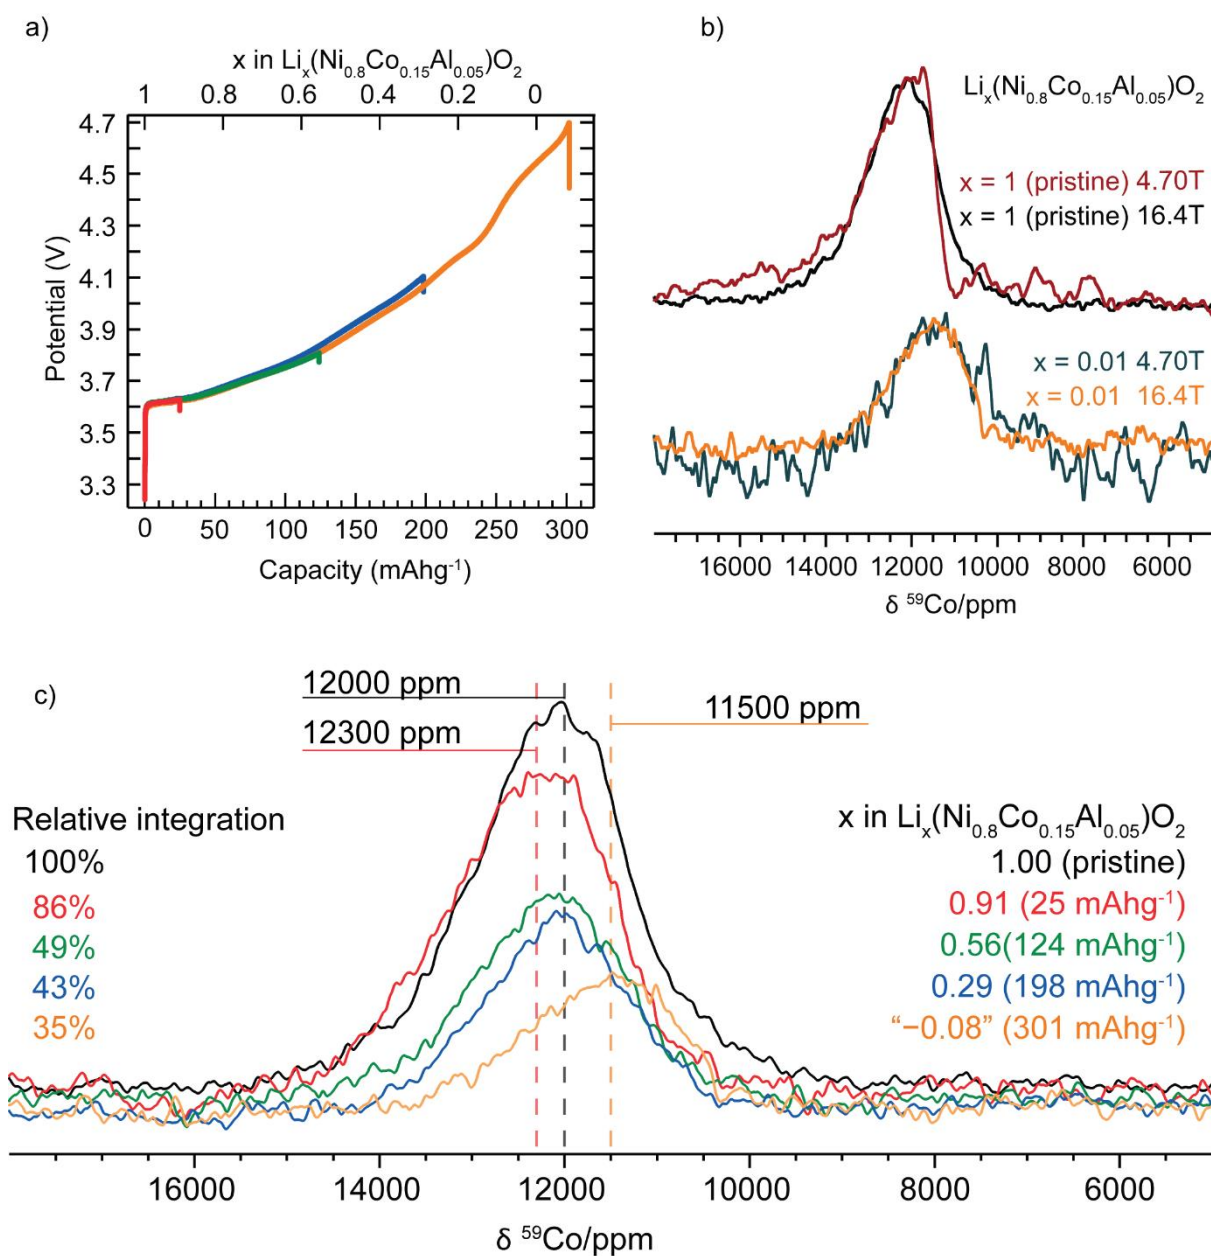 a)
x in Liₓ(Ni₀.₈Co₀.₁₅Al₀.₀₅)O₂
1 0.8 0.6 0.4 0.2 0
4.7
4.5
4.3
4.1
3.9
3.7
3.5
3.3
Potential (V)
0 50 100 150 200 250 300
Capacity (mAhg⁻¹)
b)
Liₓ(Ni₀.₈Co₀.₁₅Al₀.₀₅)O₂
x = 1 (pristine) 4.70T
x = 1 (pristine) 16.4T
x = 0.01 4.70T
x = 0.01 16.4T
16000 14000 12000 10000 8000 6000
δ ⁵⁹Co/ppm
c)
12000 ppm
12300 ppm
11500 ppm
Relative integration
100%
86%
49%
43%
35%
x in Liₓ(Ni₀.₈Co₀.₁₅Al₀.₀₅)O₂
1.00 (pristine)
0.91 (25 mAhg⁻¹)
0.56(124 mAhg⁻¹)
0.29 (198 mAhg⁻¹)
“−0.08” (301 mAhg⁻¹)
16000 14000 12000 10000 8000 6000
δ ⁵⁹Co/ppm